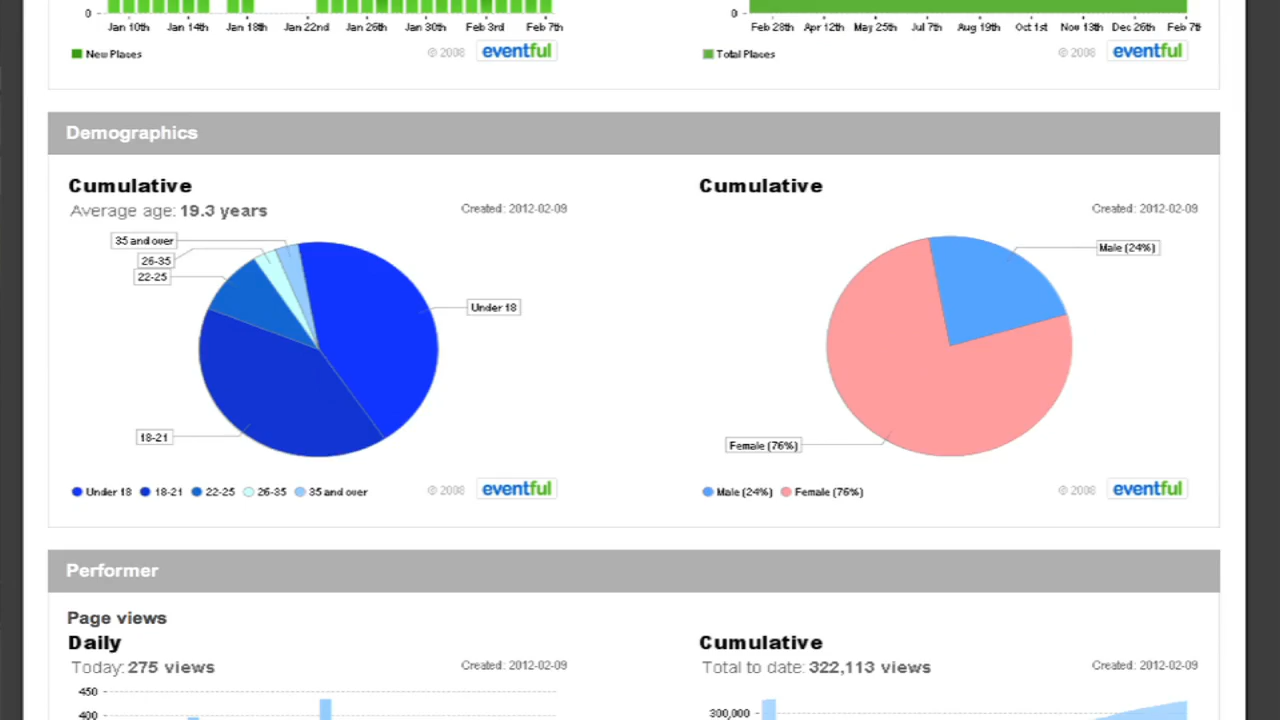 0
Jan 10th Jan 14th Jan 18th Jan 22nd Jan 26th Jan 30th Feb 3rd Feb 7th
New Places
© 2008 eventful
0
Feb 28th Apr 12th May 25th Jul 7th Aug 19th Oct 1st Nov 13th Dec 26th Feb 7th
Total Places
© 2008 eventful
Demographics
Cumulative
Average age: 19.3 years
Created: 2012-02-09
35 and over
26-35
22-25
Under 18
18-21
Under 18 18-21 22-25 26-35 35 and over
© 2008 eventful
Cumulative
Created: 2012-02-09
Male (24%)
Female (76%)
Male (24%) Female (76%)
© 2008 eventful
Performer
Page views
Daily
Today: 275 views
Created: 2012-02-09
450
400
Cumulative
Total to date: 322,113 views
Created: 2012-02-09
300,000